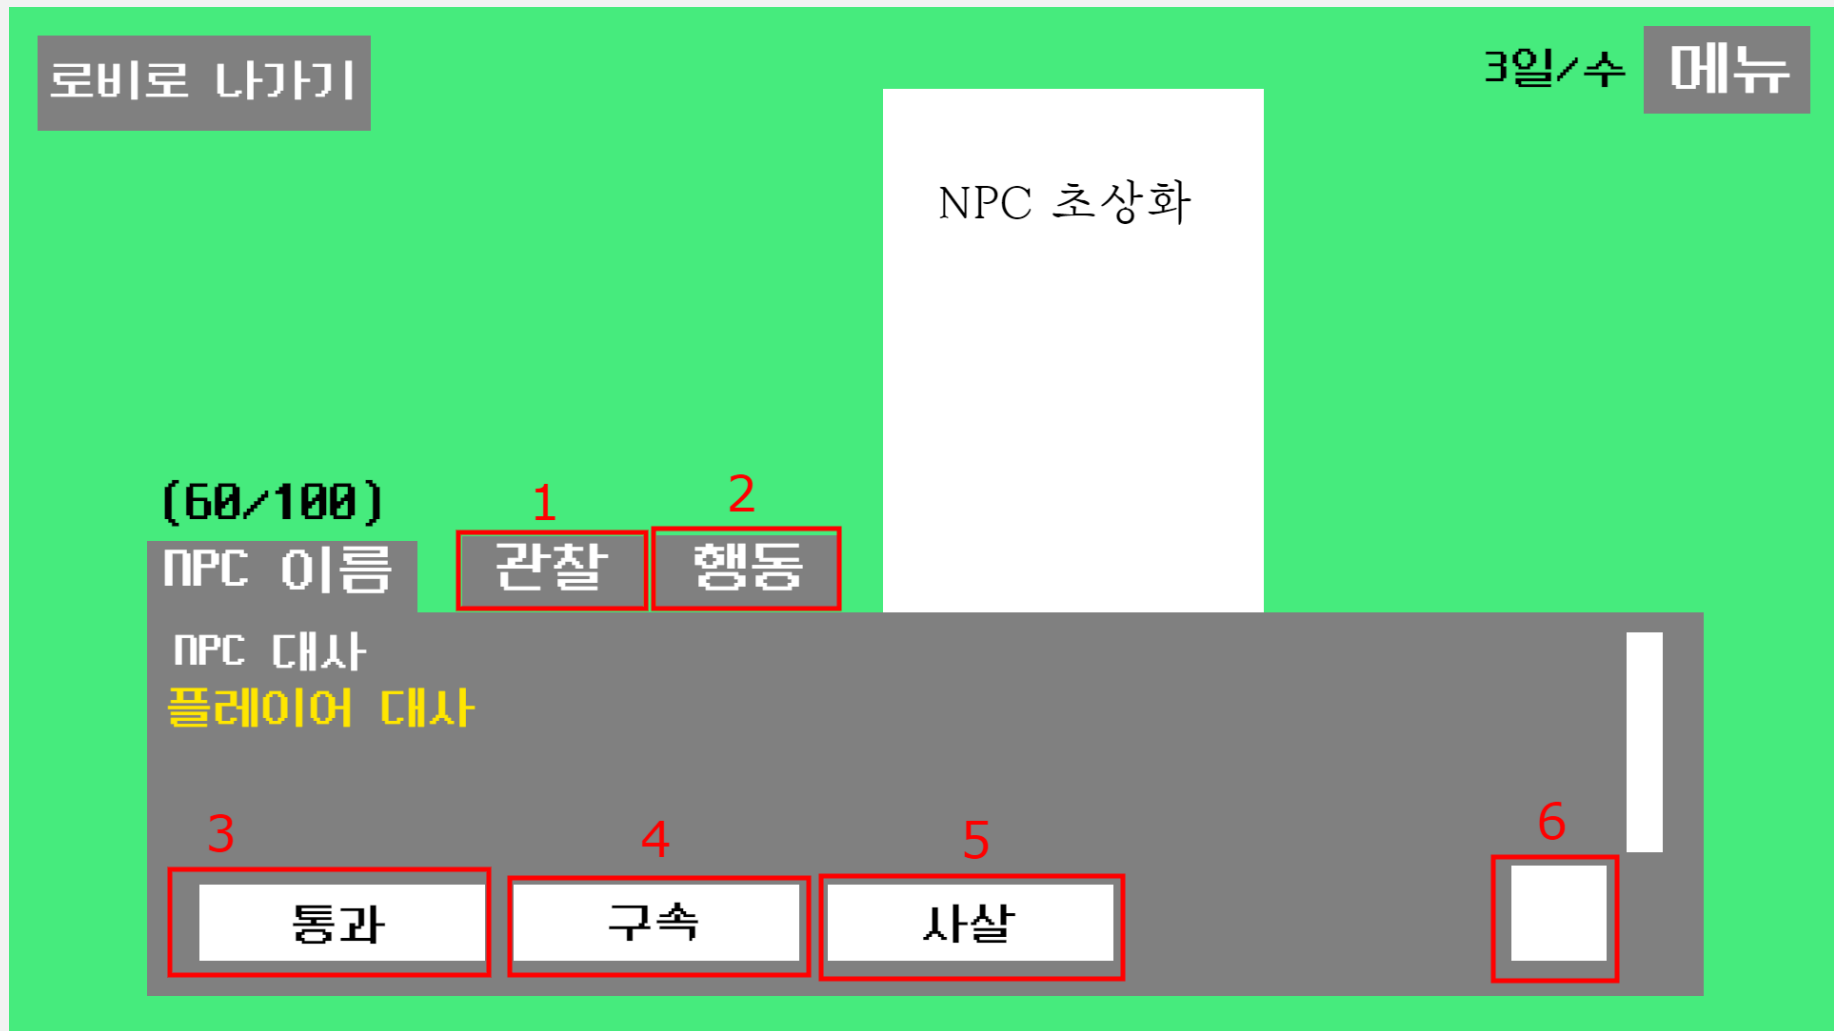 로비로 나가기
3일/수
메뉴
NPC 초상화
(60/100)
1
2
NPC 이름
관찰
행동
NPC 대사
플레이어 대사
3
4
5
6
통과
구속
사살